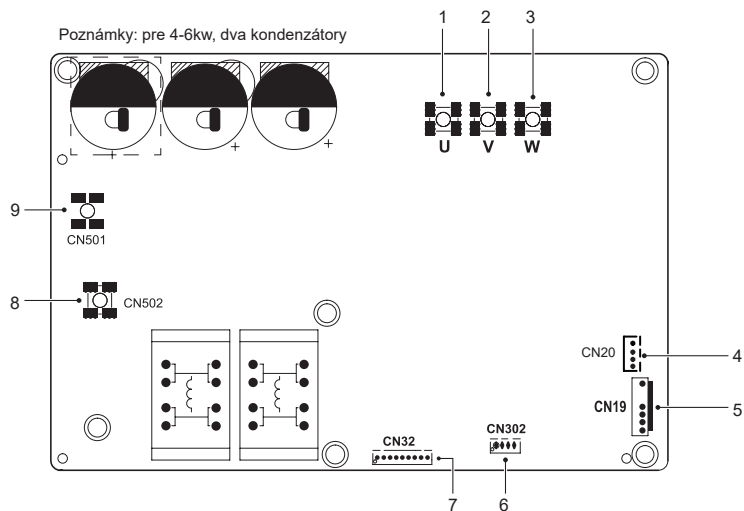 Poznámky: pre 4-6kw, dva kondenzátory
1
2
3
U
V
W
9
CN501
8
CN502
CN20
4
CN19
5
CN32
CN302
7
6